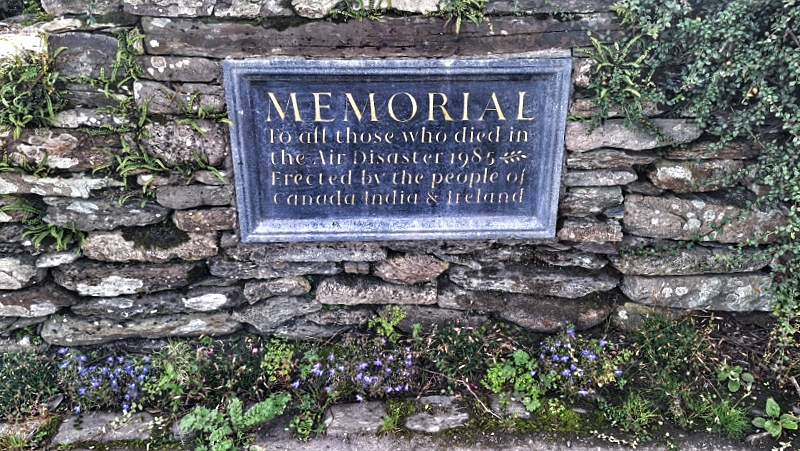 MEMORIAL
To all those who died in
the Air Disaster 1985
Erected by the people of
Canada India & Ireland